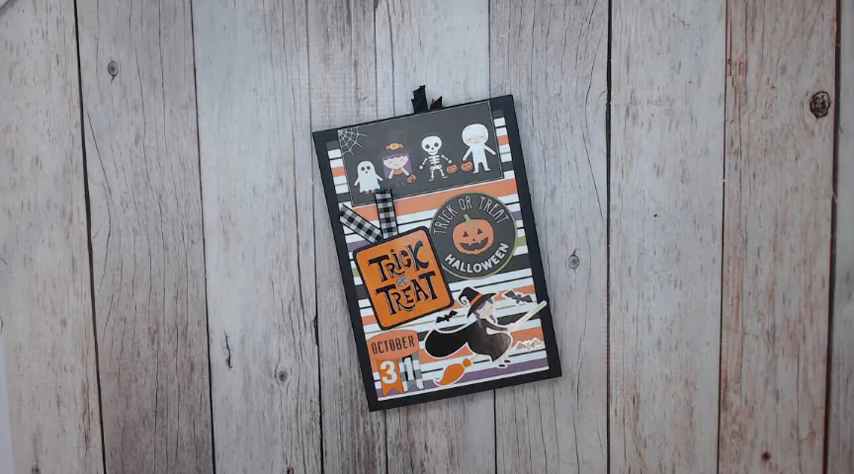 TRICK OR TREAT
HALLOWEEN
TRICK
or
TREAT
OCTOBER
31